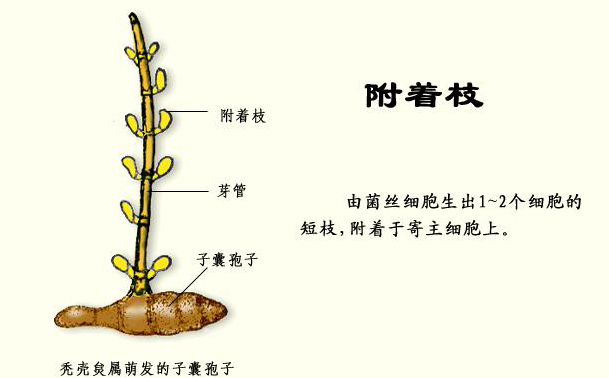 附着枝
附着枝
芽管
由菌丝细胞生出1~2个细胞的
短枝,附着于寄主细胞上。
子囊孢子
秃壳炱属萌发的子囊孢子